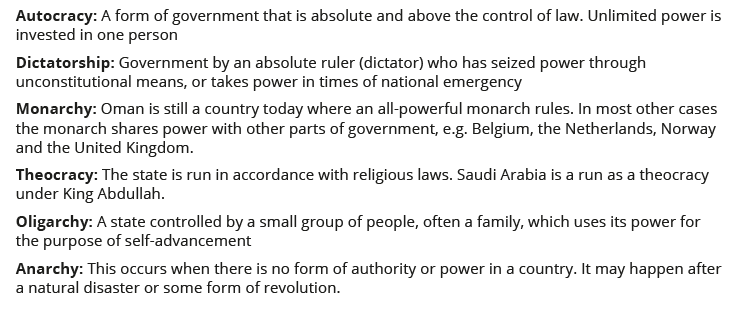 Autocracy: A form of government that is absolute and above the control of law. Unlimited power is
invested in one person
Dictatorship: Government by an absolute ruler (dictator) who has seized power through
unconstitutional means, or takes power in times of national emergency
Monarchy: Oman is still a country today where an all-powerful monarch rules. In most other cases
the monarch shares power with other parts of government, e.g. Belgium, the Netherlands, Norway
and the United Kingdom.
Theocracy: The state is run in accordance with religious laws. Saudi Arabia is a run as a theocracy
under King Abdullah.
Oligarchy: A state controlled by a small group of people, often a family, which uses its power for
the purpose of self-advancement
Anarchy: This occurs when there is no form of authority or power in a country. It may happen after
a natural disaster or some form of revolution.